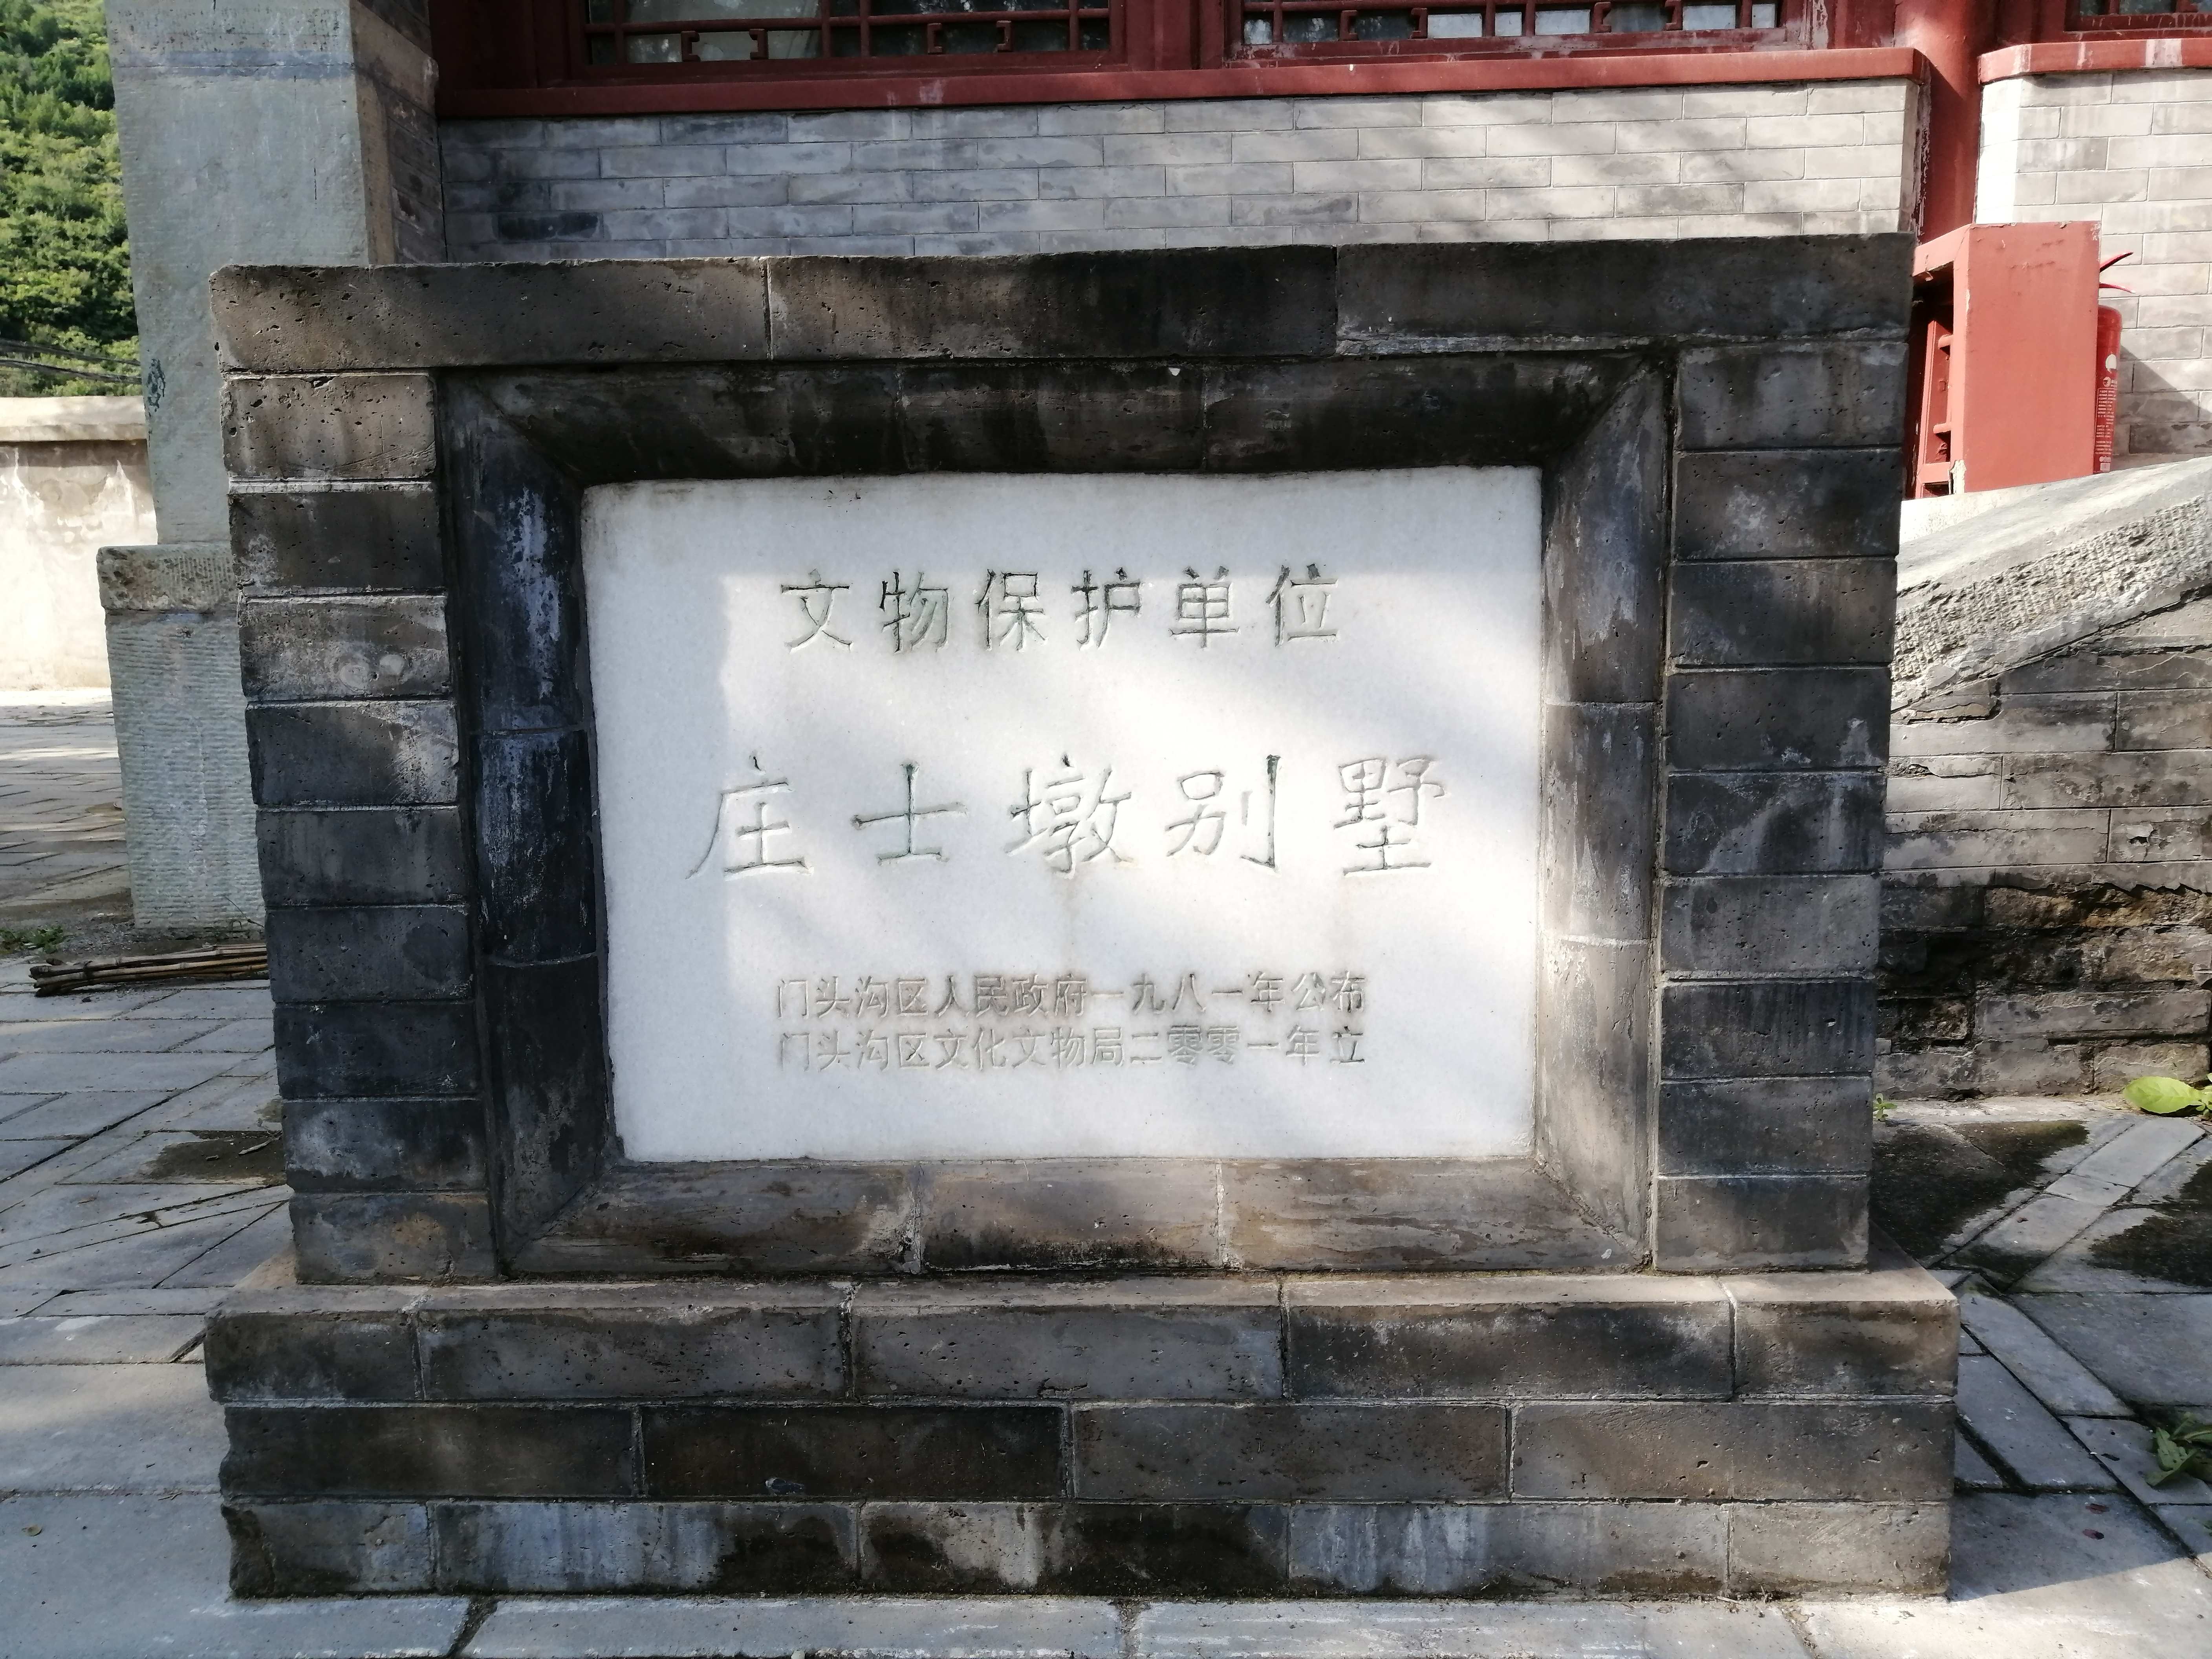 文物保护单位
庄士墩别墅
门头沟区人民政府一九八一年公布
门头沟区文化文物局二零零一年立